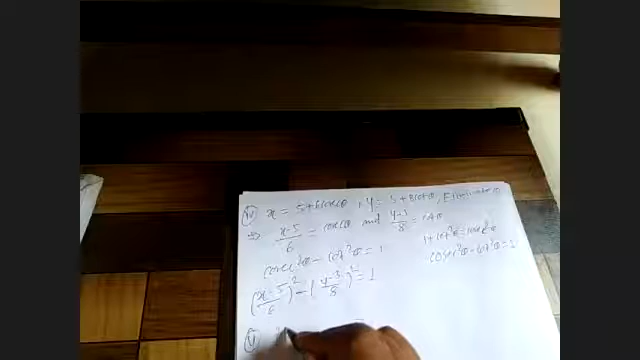 (iv) x = 5+6cosecθ, y = 3+8cotθ, Eliminate θ
⇒ (x-5)/6 = cosecθ and (y-3)/8 = cotθ
1+cot²θ = cosec²θ
cosec²θ - cot²θ = 1
cosec²θ - cot²θ = 1
((x-5)/6)² - ((y-3)/8)² = 1
(v)